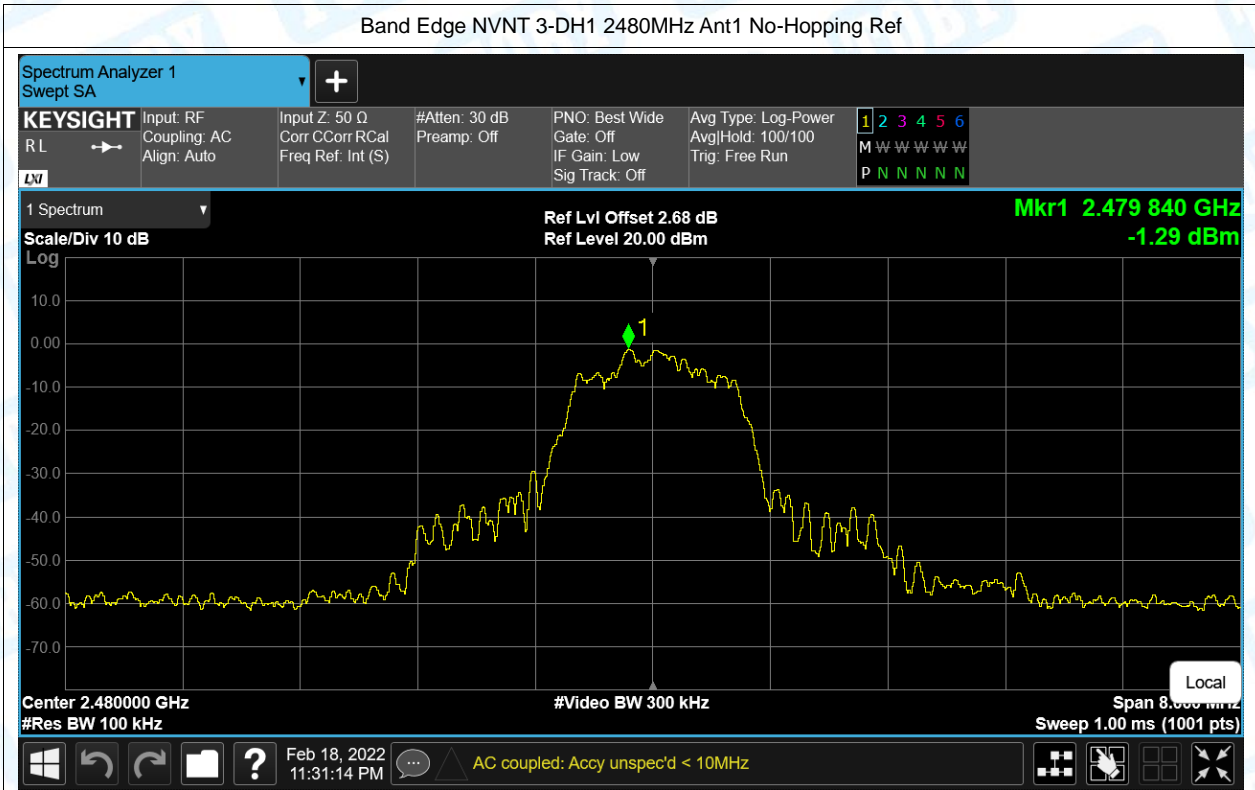 Band Edge NVNT 3-DH1 2480MHz Ant1 No-Hopping Ref
Spectrum Analyzer 1
Swept SA
+
KEYSIGHT
RL
LXI
Input: RF
Coupling: AC
Align: Auto
Input Z: 50 Ω
Corr CCorr RCal
Freq Ref: Int (S)
#Atten: 30 dB
Preamp: Off
PNO: Best Wide
Gate: Off
IF Gain: Low
Sig Track: Off
Avg Type: Log-Power
Avg|Hold: 100/100
Trig: Free Run
1 2 3 4 5 6
M W W W W W W
P N N N N N
1 Spectrum
Scale/Div 10 dB
Ref Lvl Offset 2.68 dB
Ref Level 20.00 dBm
Mkr1 2.479 840 GHz
-1.29 dBm
Log
10.0
0.00
-10.0
-20.0
-30.0
-40.0
-50.0
-60.0
-70.0
1
Local
Center 2.480000 GHz
#Res BW 100 kHz
#Video BW 300 kHz
Span 8.000 MHz
Sweep 1.00 ms (1001 pts)
?
Feb 18, 2022
11:31:14 PM
AC coupled: Accy unspec'd < 10MHz